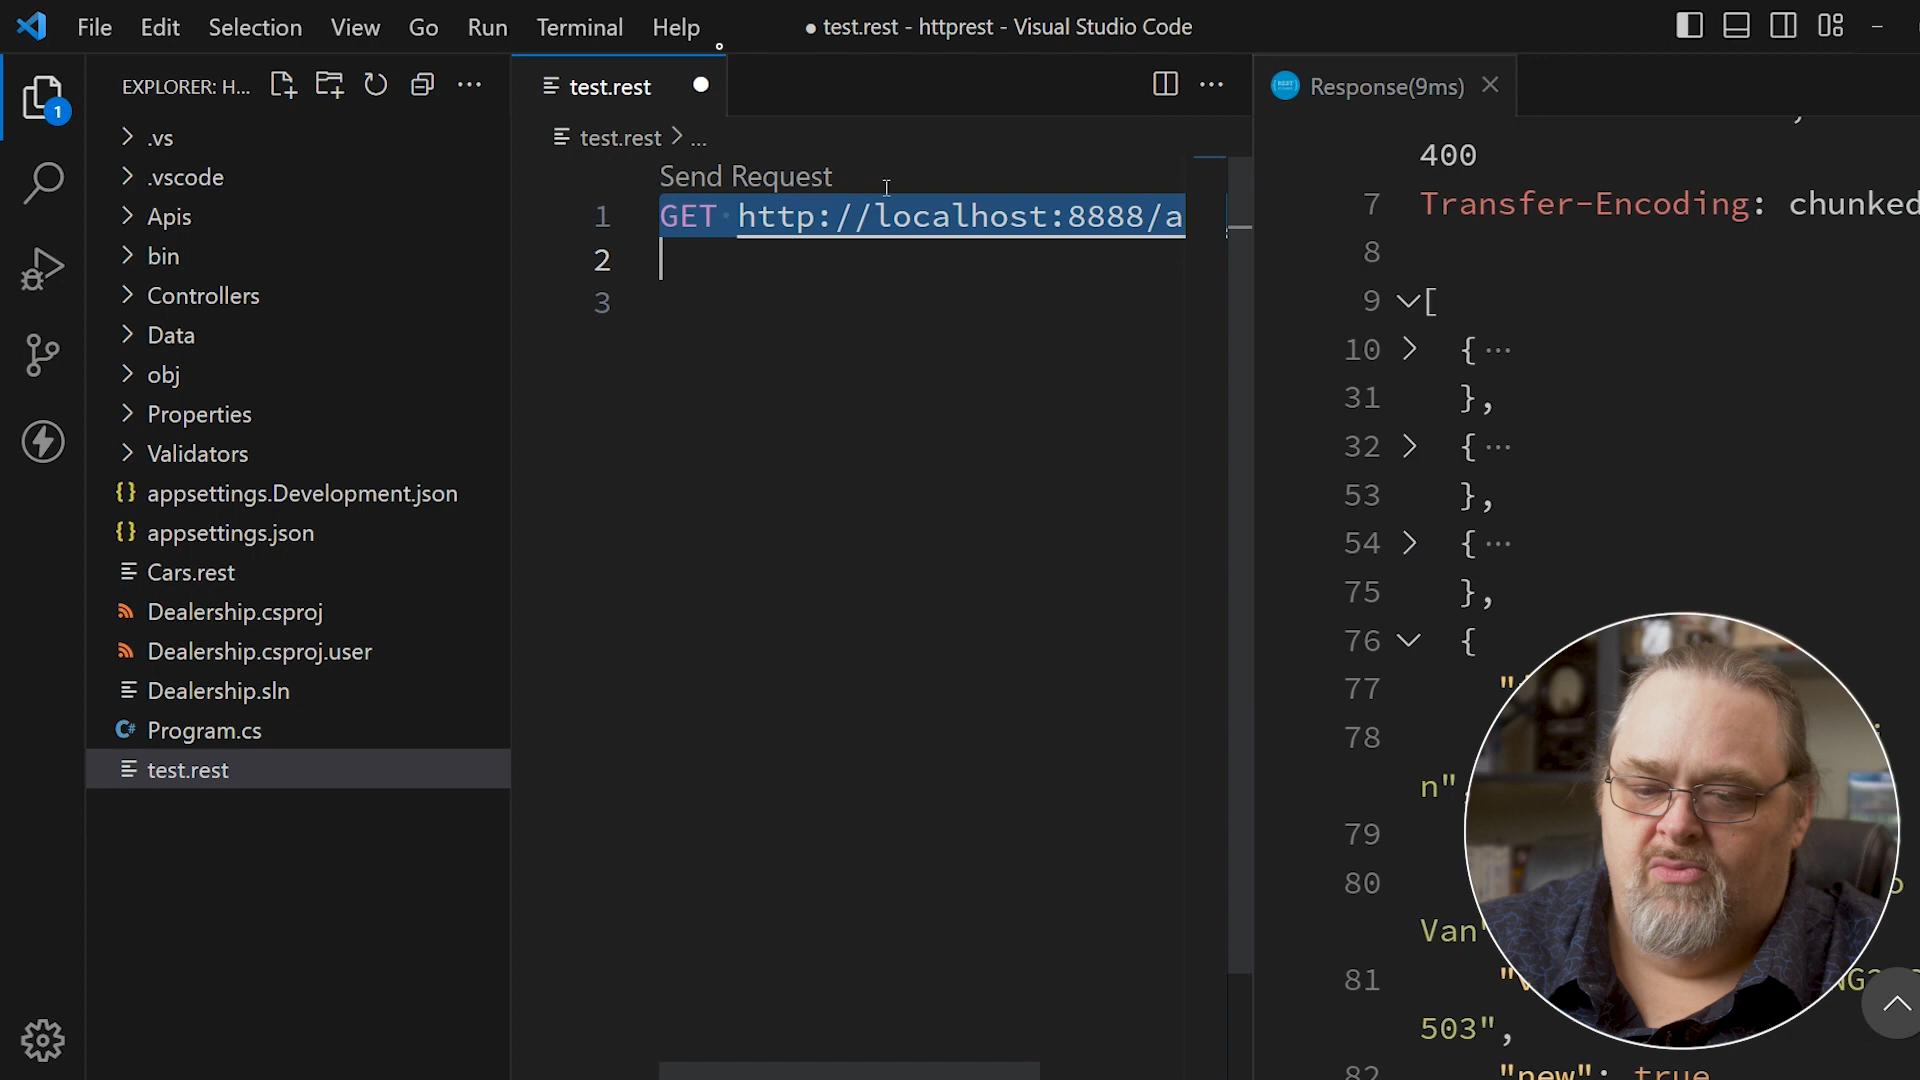 File Edit Selection View Go Run Terminal Help
● test.rest - httprest - Visual Studio Code
1
EXPLORER: H...
.vs
.vscode
Apis
bin
Controllers
Data
obj
Properties
Validators
{} appsettings.Development.json
{} appsettings.json
Cars.rest
Dealership.csproj
Dealership.csproj.user
Dealership.sln
C# Program.cs
test.rest
test.rest
test.rest > ...
Send Request
1 GET http://localhost:8888/a
2
3
Response(9ms)
400
7 Transfer-Encoding: chunked
8
9 [
10 { ...
31 },
32 { ...
53 },
54 { ...
75 },
76 {
77
78
n",
79
80
Van"
81
503",
82 "new": true